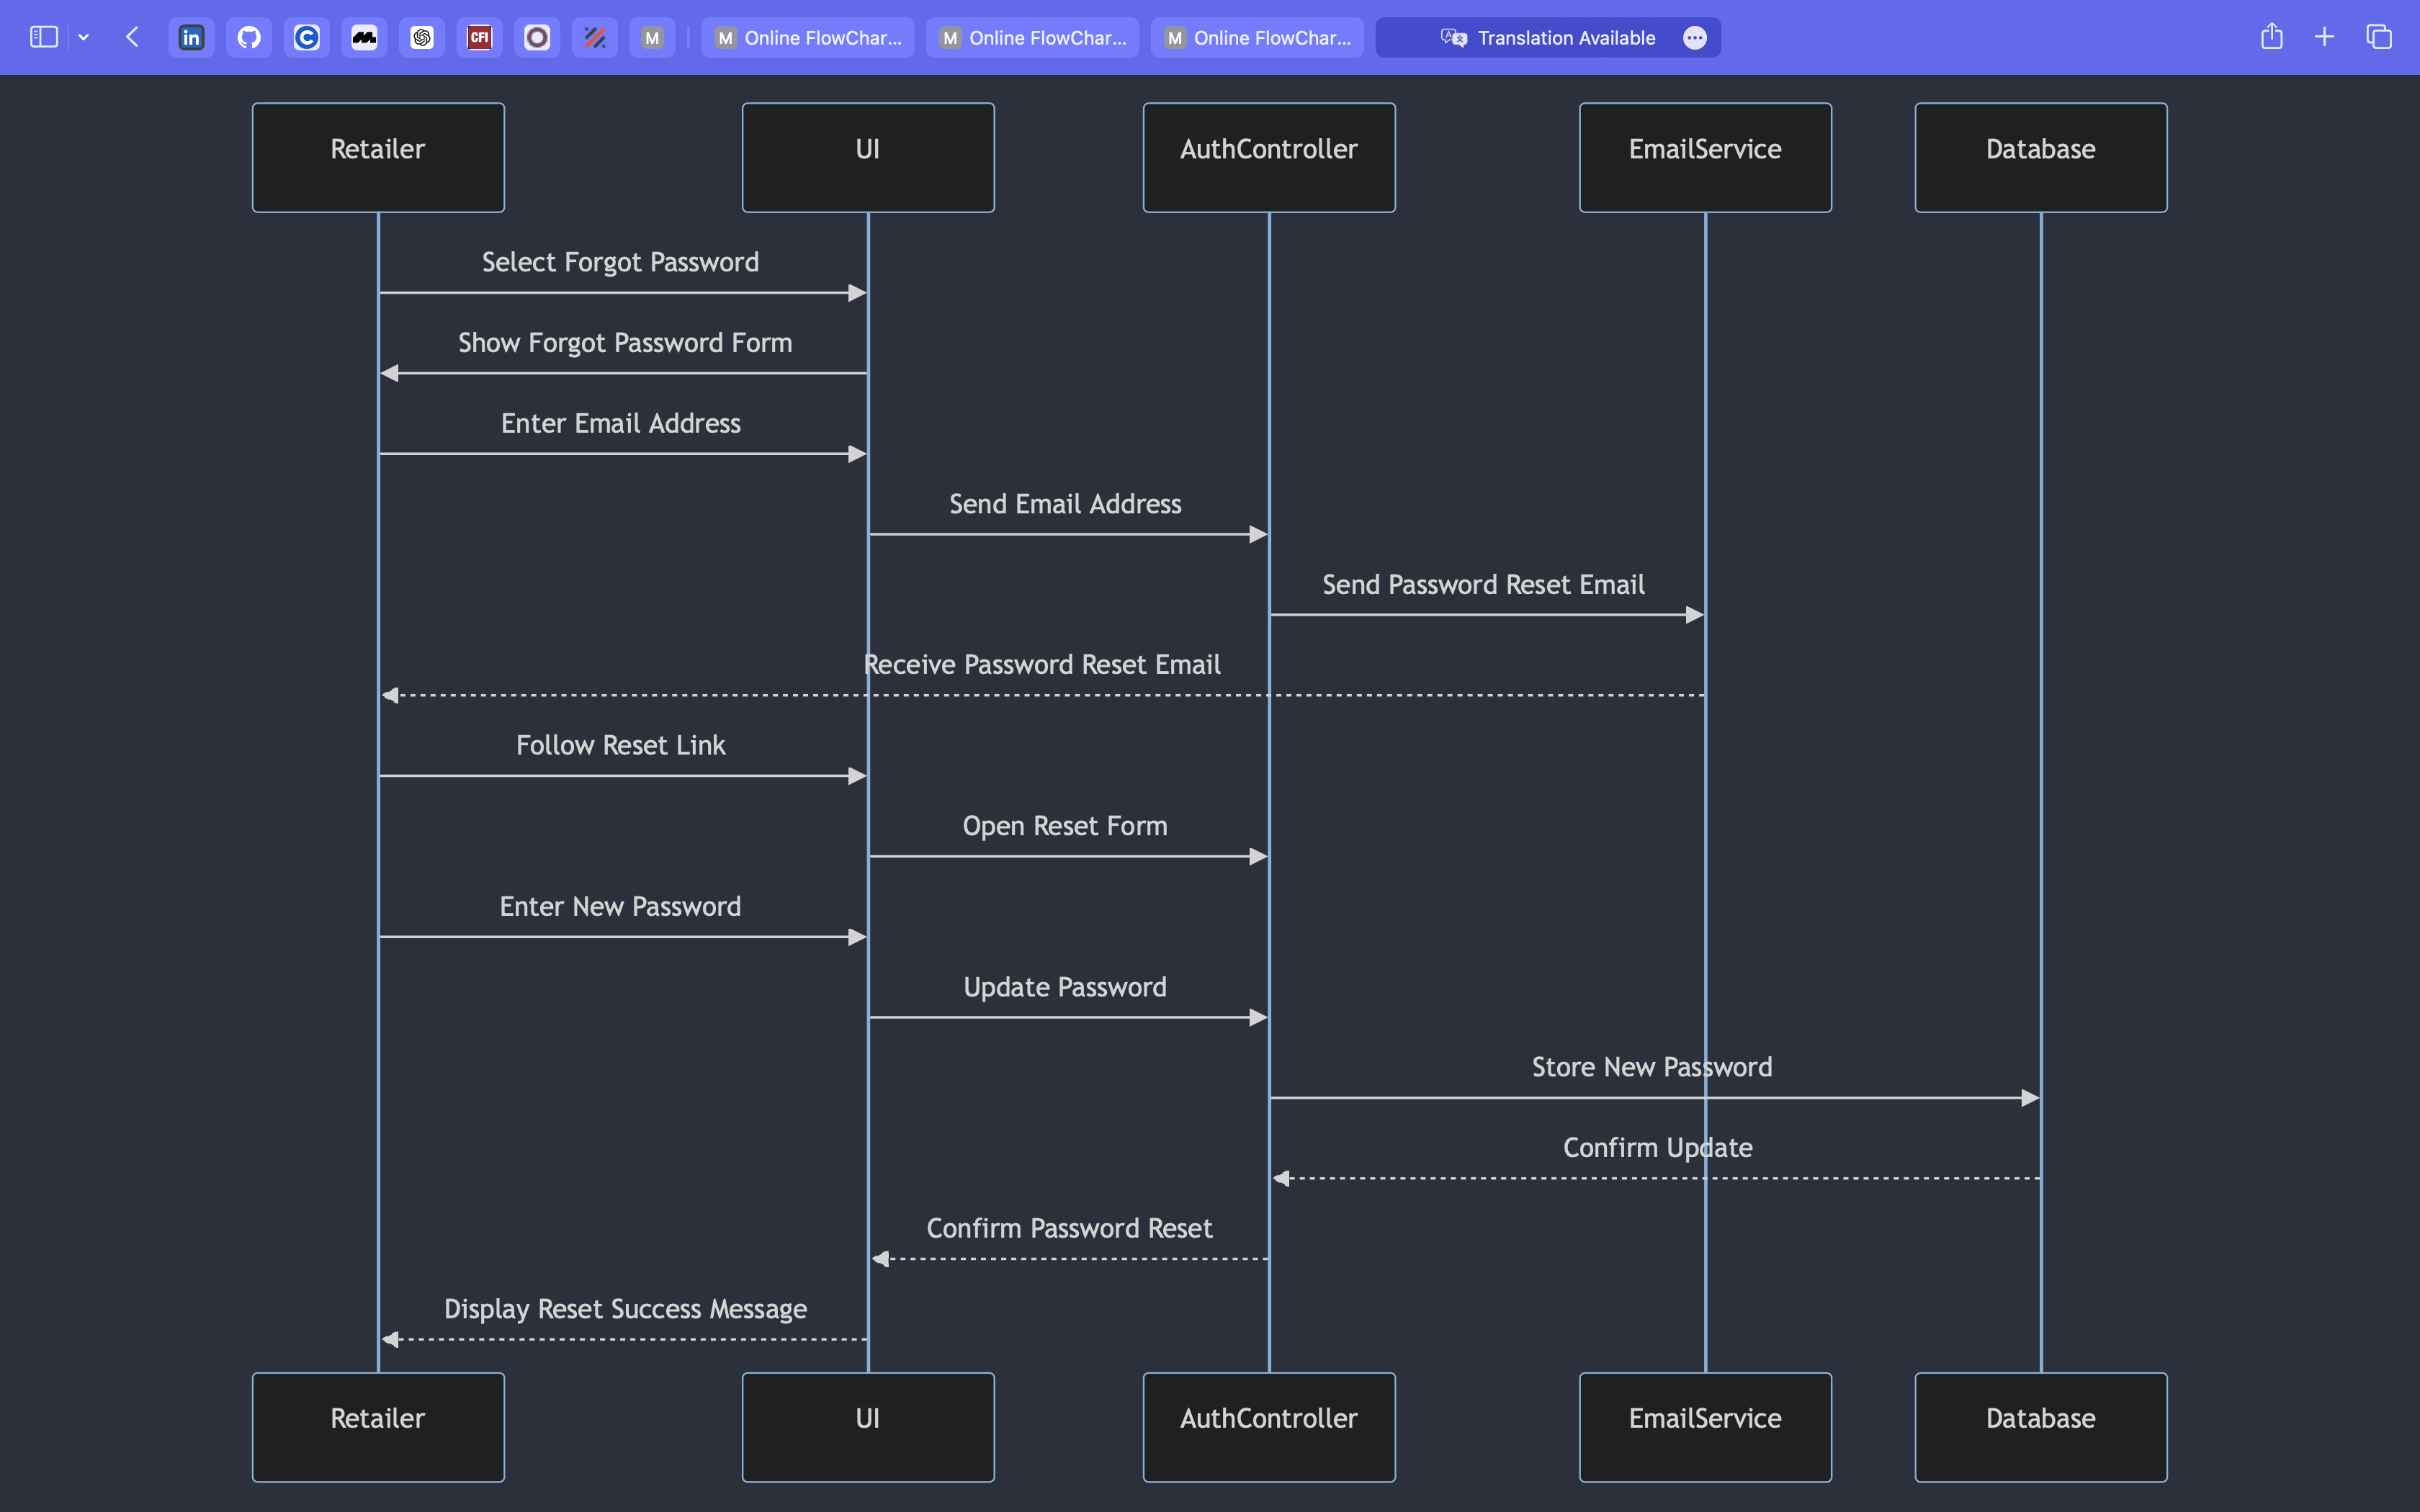 in
C
CFI
M
M Online FlowChar...
M Online FlowChar...
M Online FlowChar...
Translation Available
Retailer
UI
AuthController
EmailService
Database
Select Forgot Password
Show Forgot Password Form
Enter Email Address
Send Email Address
Send Password Reset Email
Receive Password Reset Email
Follow Reset Link
Open Reset Form
Enter New Password
Update Password
Store New Password
Confirm Update
Confirm Password Reset
Display Reset Success Message
Retailer
UI
AuthController
EmailService
Database